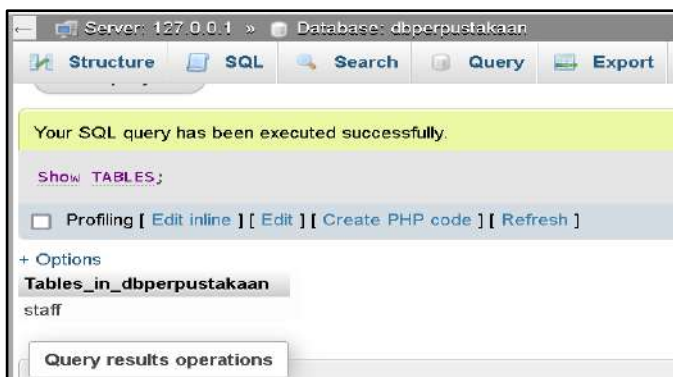 ← Server: 127.0.0.1 » Database: dbperpustakaan
Structure SQL Search Query Export
Your SQL query has been executed successfully.
Show TABLES;
Profiling [ Edit inline ] [ Edit ] [ Create PHP code ] [ Refresh ]
+ Options
Tables_in_dbperpustakaan
staff
Query results operations